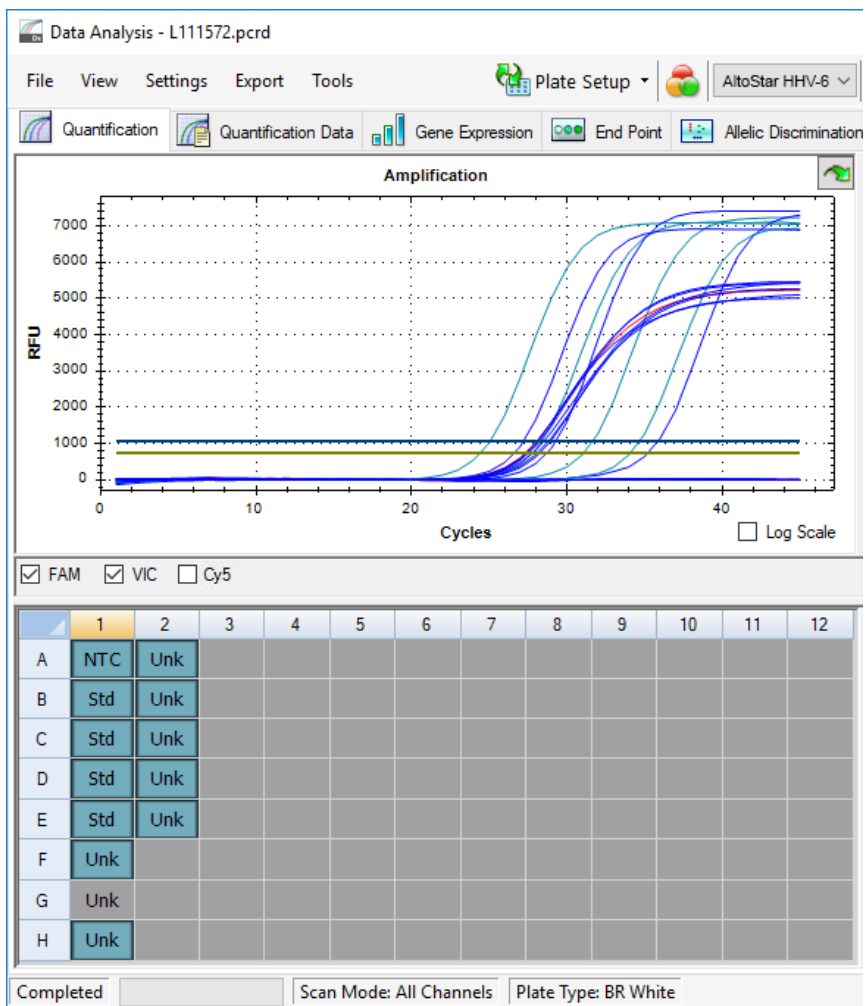 Data Analysis - L111572.pcrd
File View Settings Export Tools Plate Setup AltoStar HHV-6
Quantification Quantification Data Gene Expression End Point Allelic Discrimination
Amplification
7000
6000
5000
4000
3000
2000
1000
0
RFU
0 10 20 30 40
Cycles
Log Scale
FAM VIC Cy5
1 2 3 4 5 6 7 8 9 10 11 12
A NTC Unk
B Std Unk
C Std Unk
D Std Unk
E Std Unk
F Unk
G Unk
H Unk
Completed Scan Mode: All Channels Plate Type: BR White